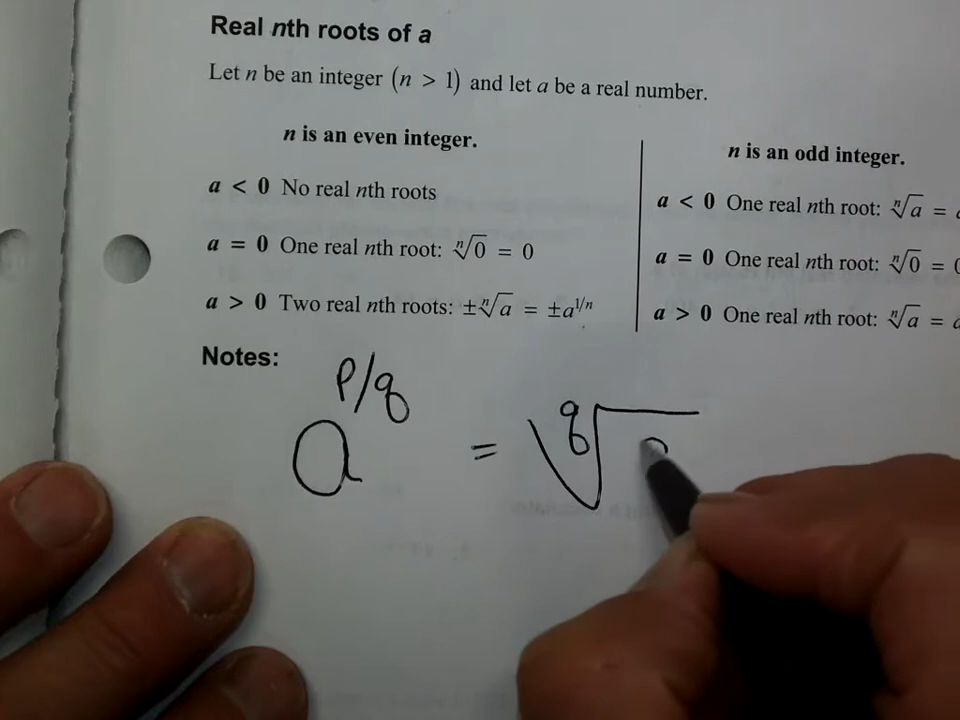 Real nth roots of a
Let n be an integer (n > 1) and let a be a real number.
n is an even integer.
a < 0 No real nth roots
a = 0 One real nth root: ⁿ√0 = 0
a > 0 Two real nth roots: ±ⁿ√a = ±a^{1/n}
n is an odd integer.
a < 0 One real nth root: ⁿ√a =
a = 0 One real nth root: ⁿ√0 =
a > 0 One real nth root: ⁿ√a =
Notes:
a^{p/q} = ^q√